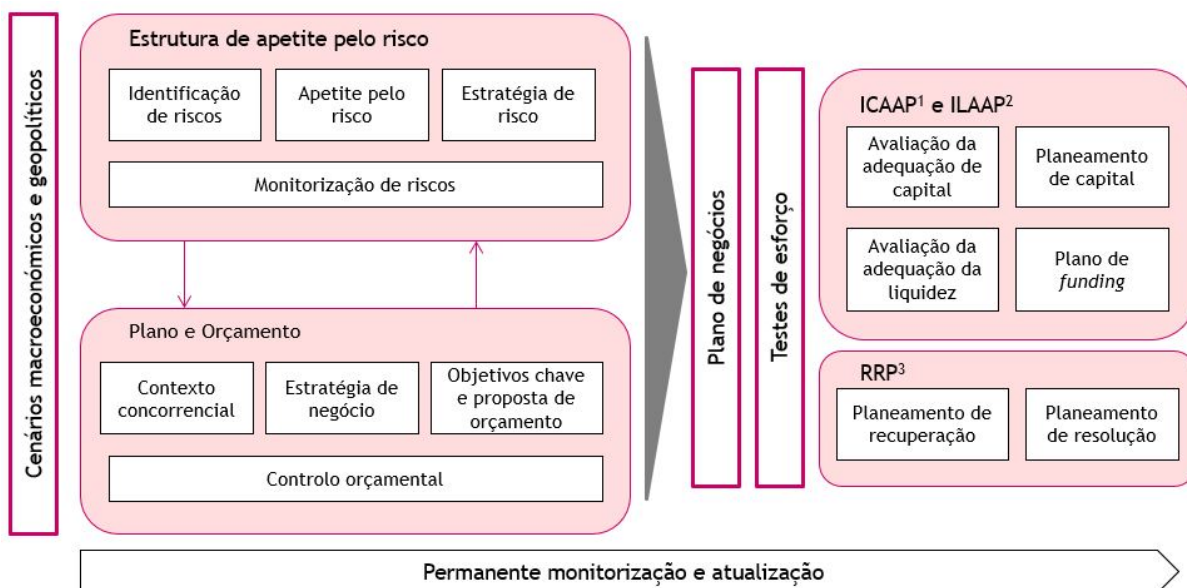 Cenários macroeconómicos e geopolíticos
Estrutura de apetite pelo risco
Identificação
de riscos
Apetite pelo
risco
Estratégia de
risco
Monitorização de riscos
Plano e Orçamento
Contexto
concorrencial
Estratégia de
negócio
Objetivos chave
e proposta de
orçamento
Controlo orçamental
Plano de negócios
Testes de esforço
ICAAP¹ e ILAAP²
Avaliação da
adequação de
capital
Planeamento
de capital
Avaliação da
adequação da
liquidez
Plano de
funding
RRP³
Planeamento de
recuperação
Planeamento
de resolução
Permanente monitorização e atualização